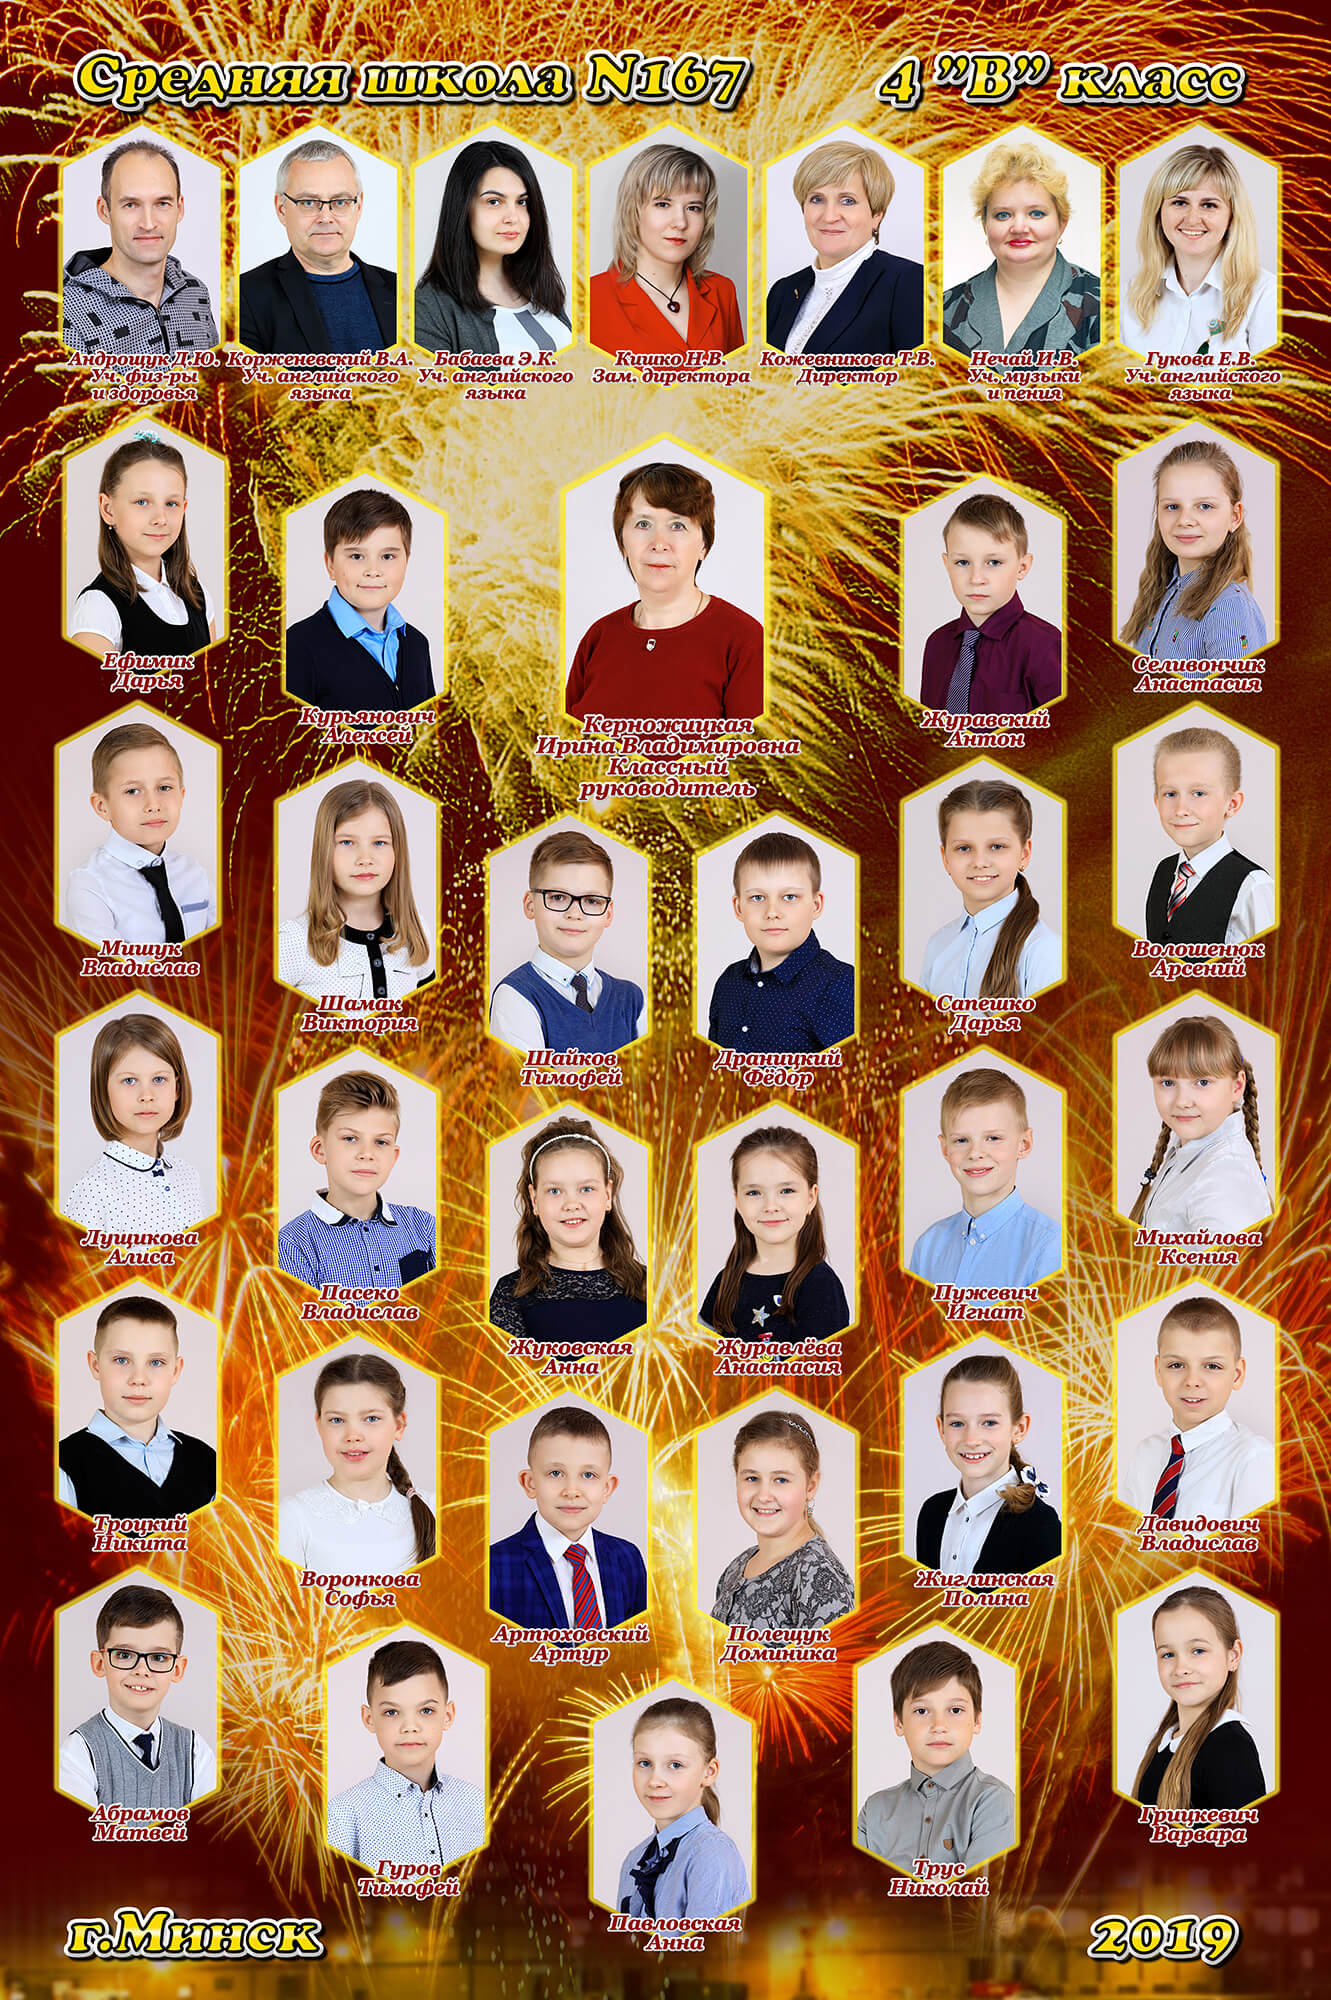 Средняя школа N167
4 "В" класс
Андрощук Д.Ю.
Уч. физ-ры
и здоровья
Корженевский В.А.
Уч. английского
языка
Бабаева Э.К.
Уч. английского
языка
Кишко Н.В.
Зам. директора
Кожевникова Т.В.
Директор
Нечай И.В.
Уч. музыки
и пения
Гукова Е.В.
Уч. английского
языка
Ефимик
Дарья
Курьянович
Алексей
Керножицкая
Ирина Владимировна
Классный
руководитель
Журавский
Антон
Селивончик
Анастасия
Мишук
Владислав
Шамак
Виктория
Шайков
Тимофей
Драницкий
Фёдор
Сапешко
Дарья
Волошенюк
Арсений
Лущикова
Алиса
Пасеко
Владислав
Жуковская
Анна
Журавлёва
Анастасия
Пужевич
Игнат
Михайлова
Ксения
Троцкий
Никита
Воронкова
Софья
Артюховский
Артур
Полещук
Доминика
Жиглинская
Полина
Давидович
Владислав
Абрамов
Матвей
Гуров
Тимофей
Павловская
Анна
Трус
Николай
Грицкевич
Варвара
г.Минск
2019